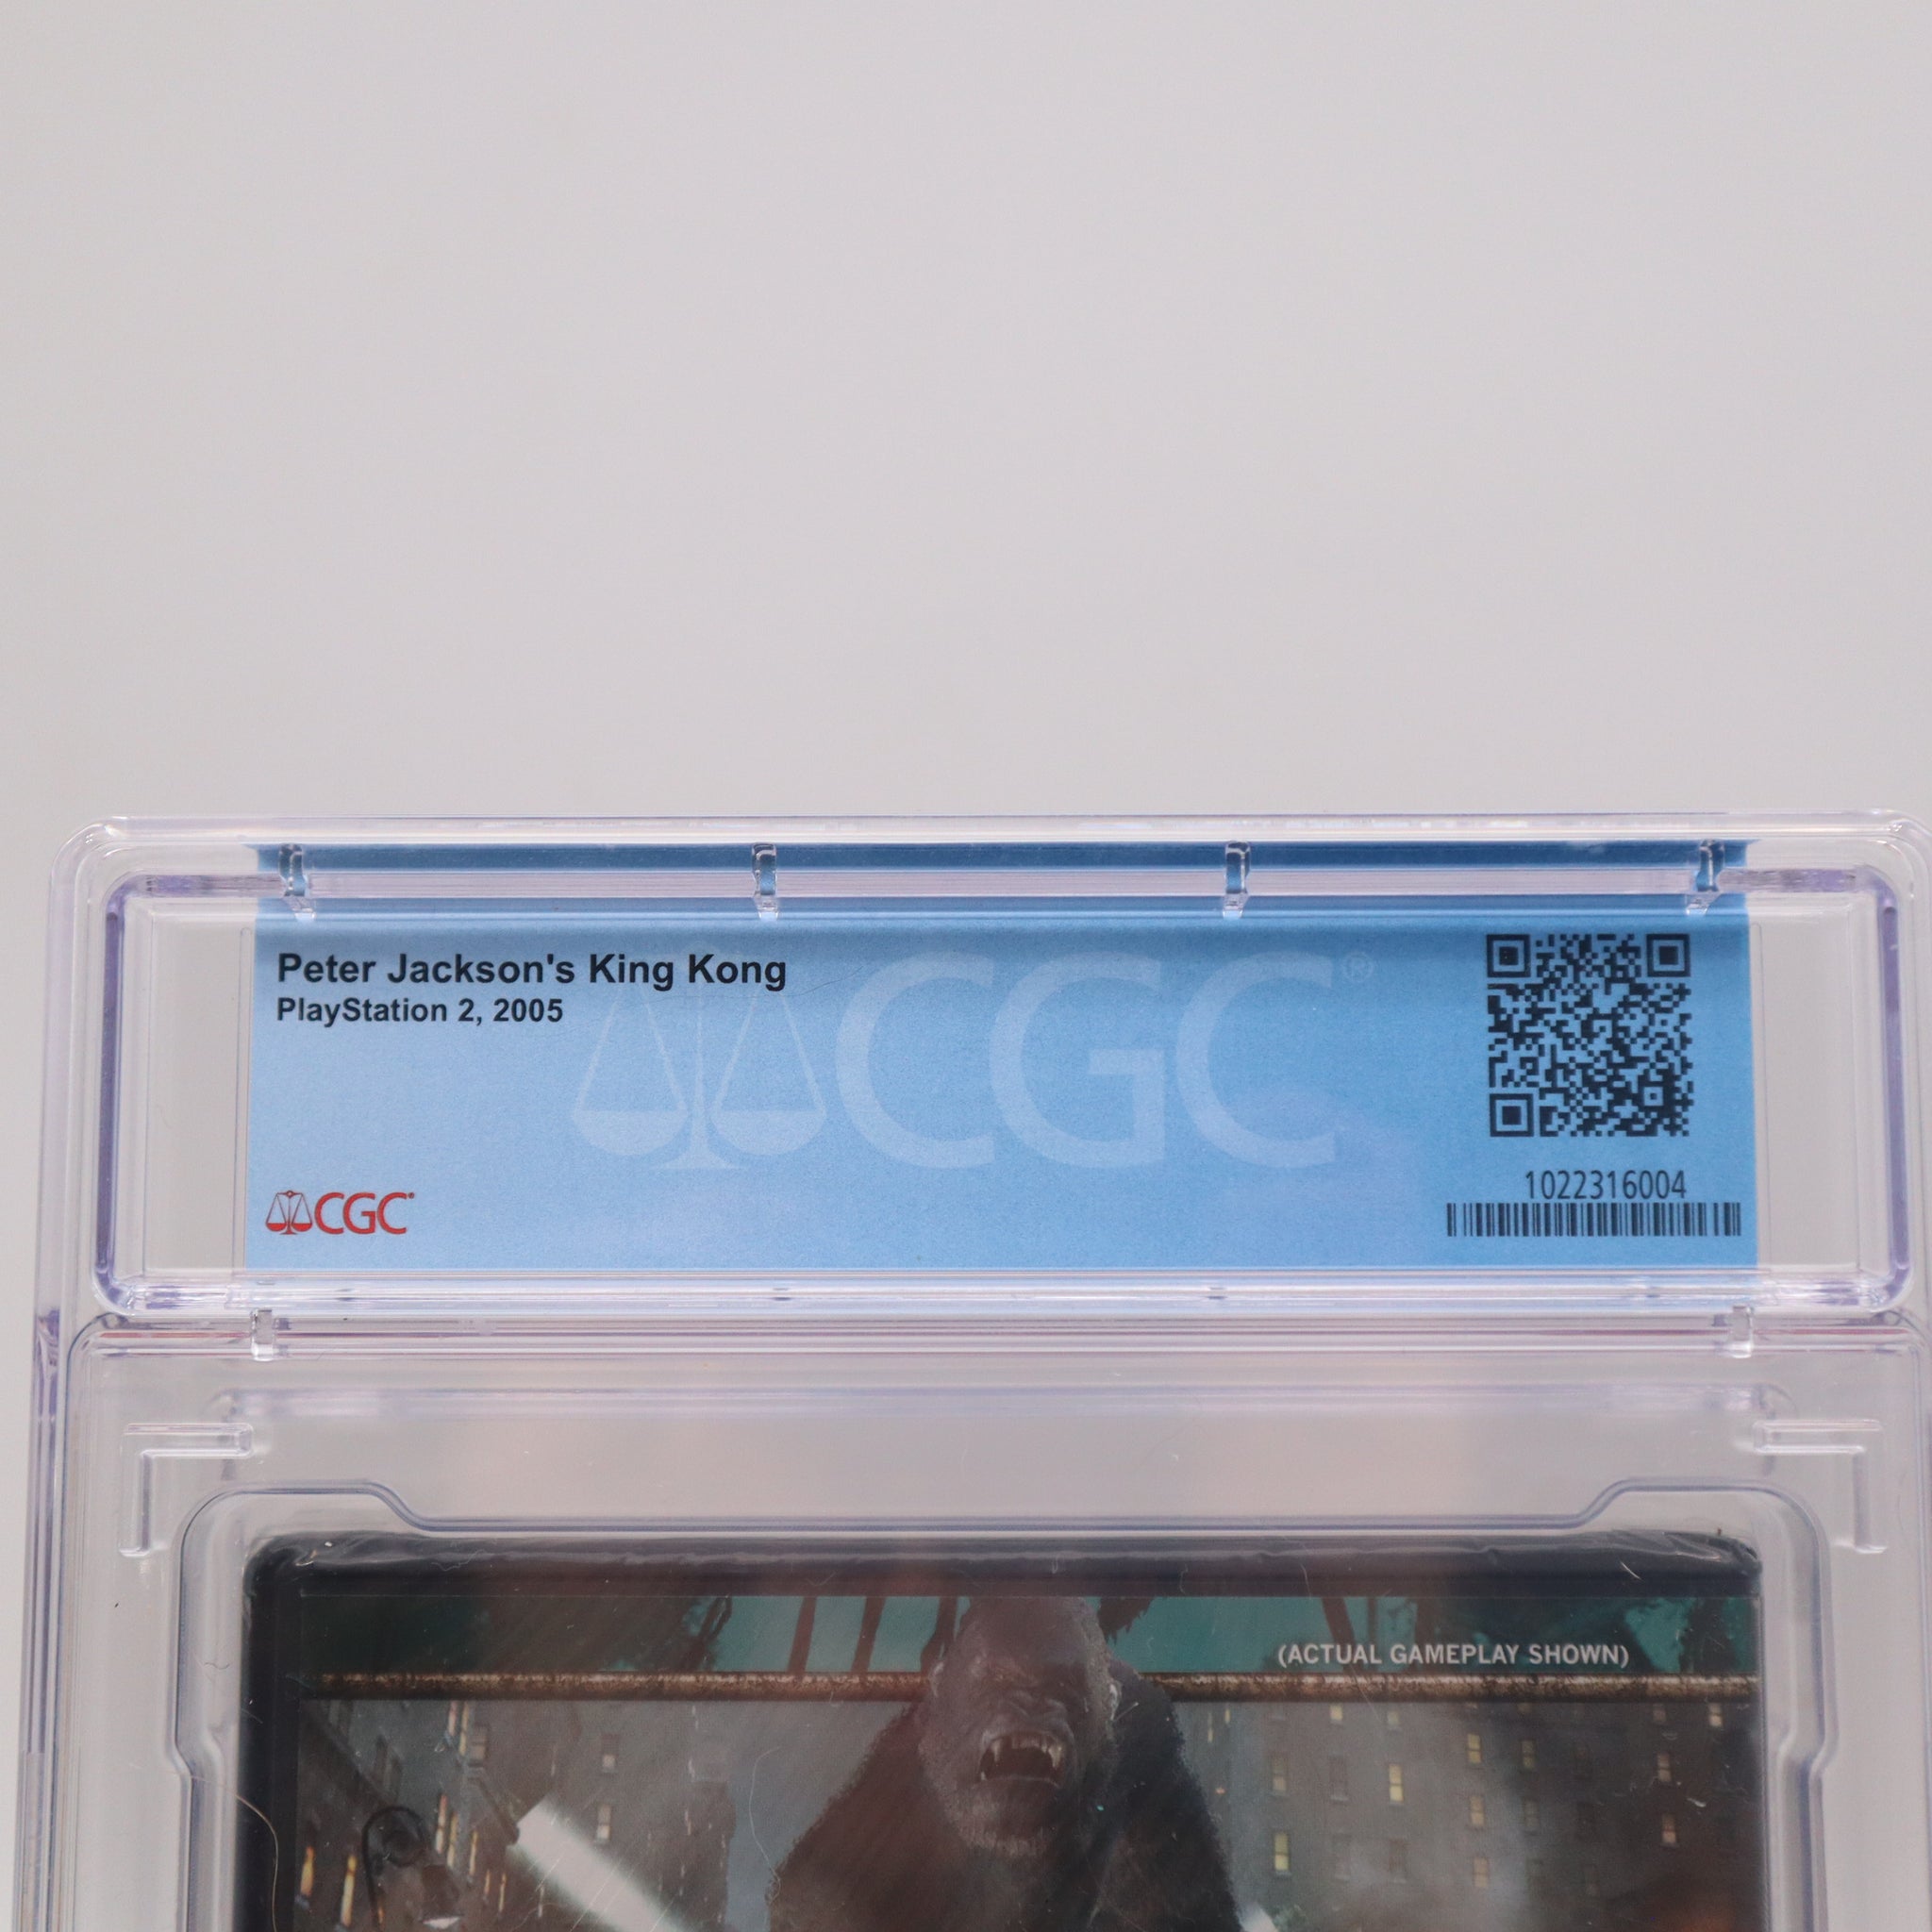 Peter Jackson's King Kong
PlayStation 2, 2005
CGC®
1022316004
CGC®
(ACTUAL GAMEPLAY SHOWN)